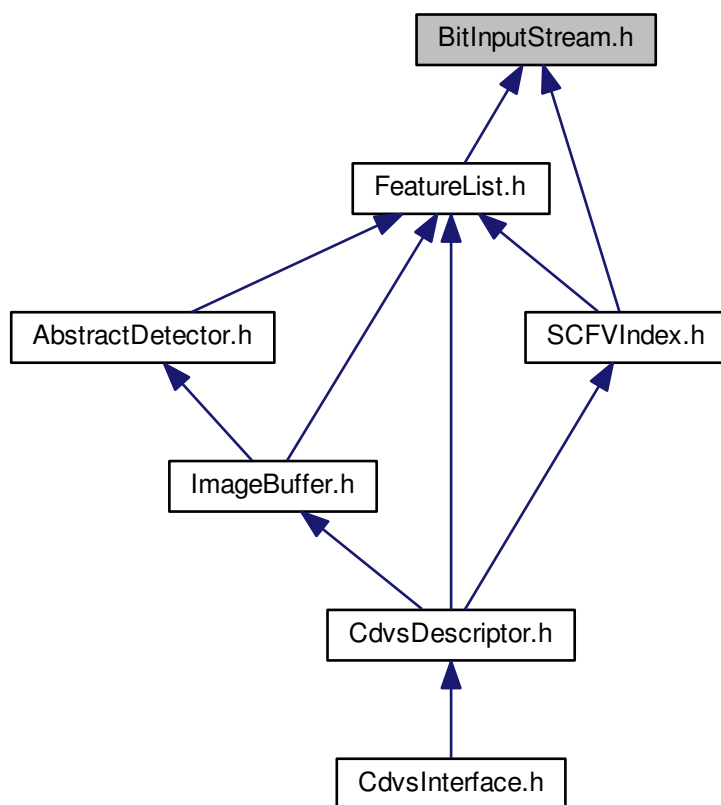 BitInputStream.h
FeatureList.h
AbstractDetector.h
SCFVIndex.h
ImageBuffer.h
CdvsDescriptor.h
CdvsInterface.h